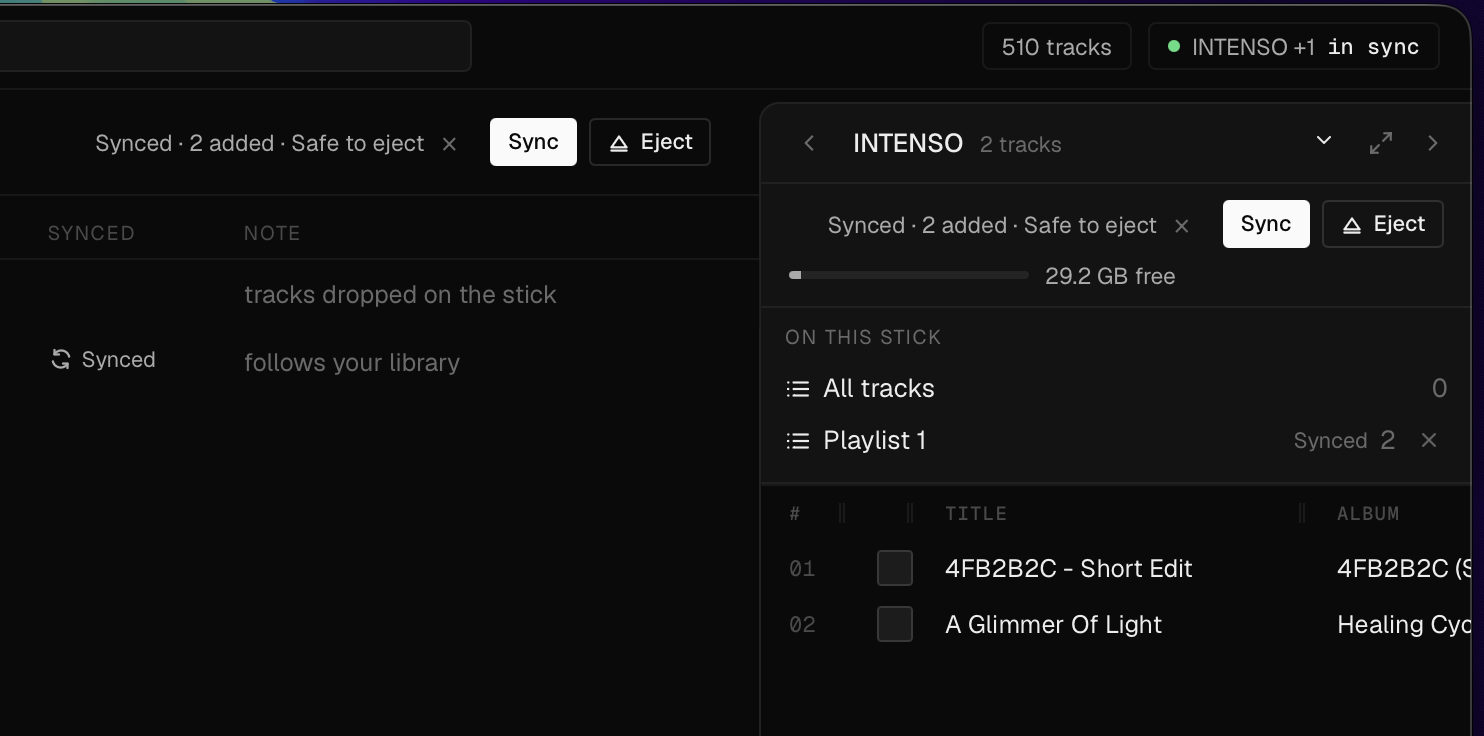 510 tracks
INTENSO +1 in sync
Synced · 2 added · Safe to eject
Sync
Eject
SYNCED
NOTE
tracks dropped on the stick
Synced
follows your library
INTENSO 2 tracks
Synced · 2 added · Safe to eject
Sync
Eject
29.2 GB free
ON THIS STICK
All tracks 0
Playlist 1 Synced 2
# TITLE ALBUM
01 4FB2B2C - Short Edit 4FB2B2C (S
02 A Glimmer Of Light Healing Cyc